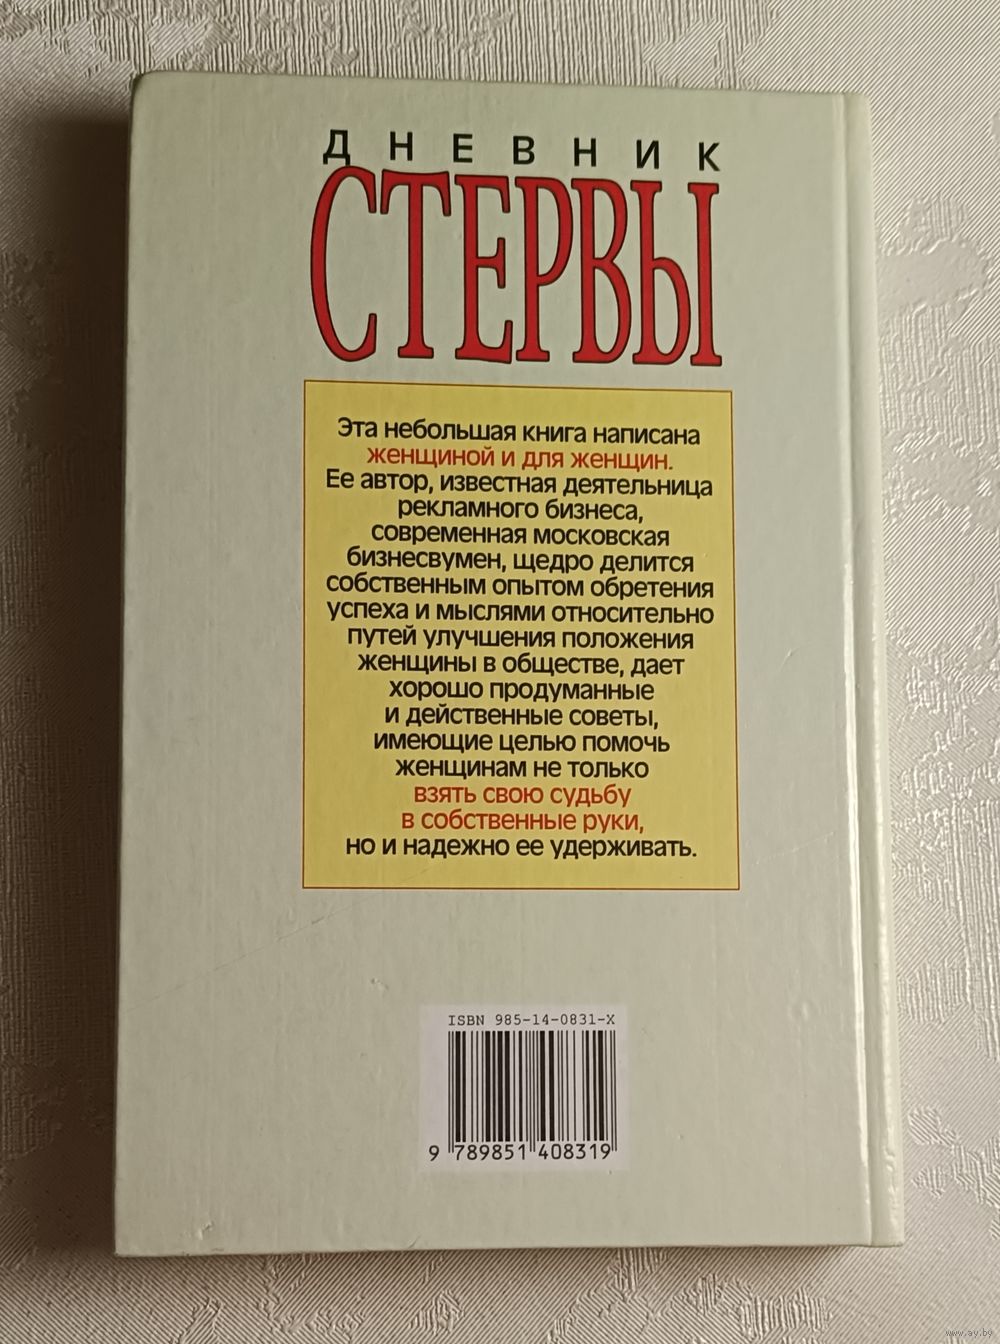 ДНЕВНИК
СТЕРВЫ
Эта небольшая книга написана
женщиной и для женщин.
Ее автор, известная деятельница
рекламного бизнеса,
современная московская
бизнесвумен, щедро делится
собственным опытом обретения
успеха и мыслями относительно
путей улучшения положения
женщины в обществе, дает
хорошо продуманные
и действенные советы,
имеющие целью помочь
женщинам не только
взять свою судьбу
в собственные руки,
но и надежно ее удерживать.
ISBN 985-14-0831-X
9 789851 408319
www.ay.by